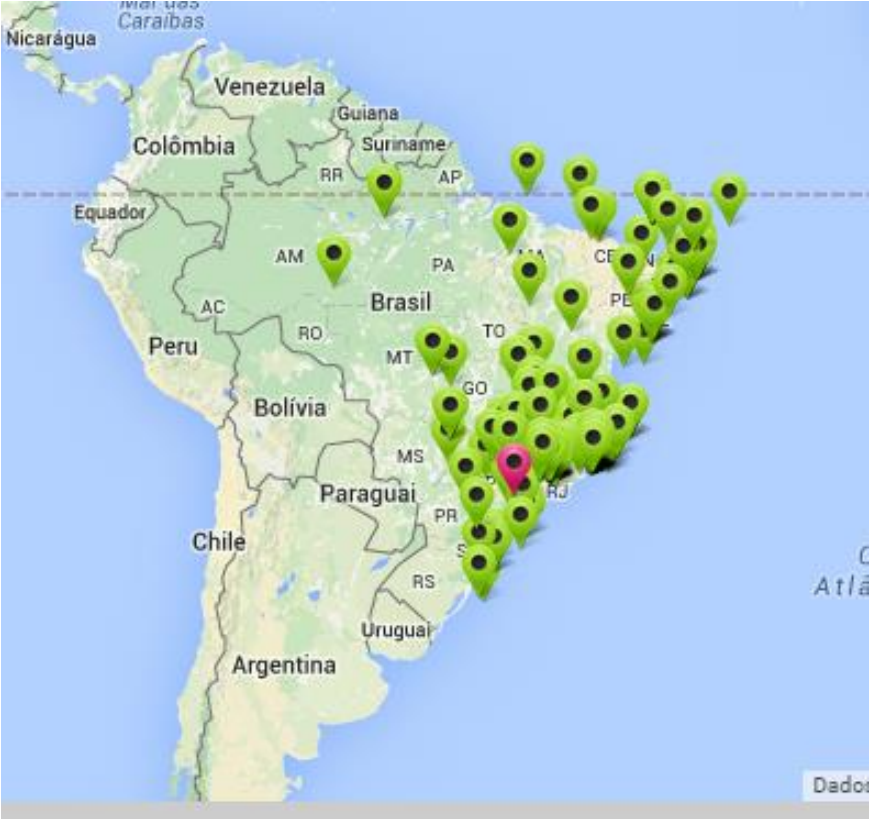 Mar das
Caraíbas
Nicarágua
Venezuela
Guiana
Suriname
Colômbia
RR
AP
Equador
AM
PA
CE
AC
Brasil
PE
RO
TO
Peru
MT
GO
Bolívia
MS
Paraguai
RJ
PR
Chile
RS
Atlâ
Uruguai
Argentina
Dados